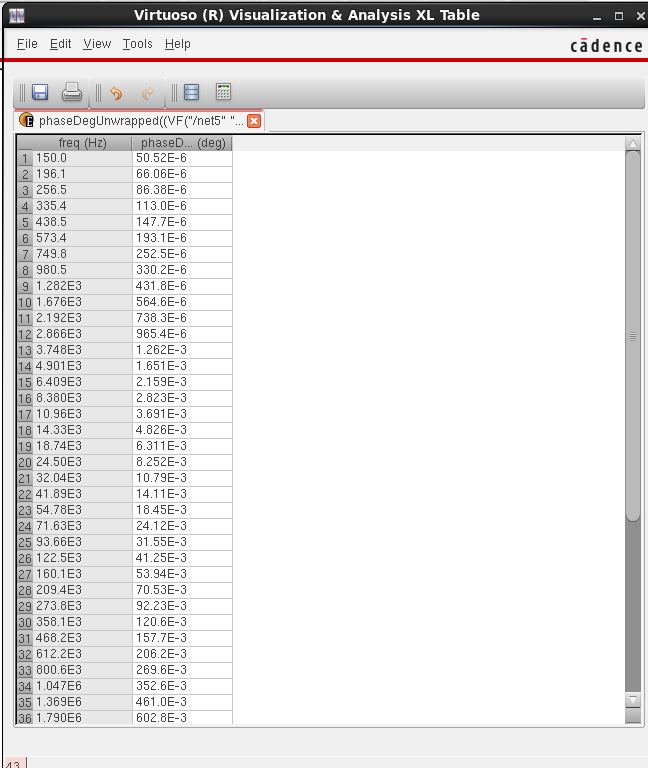 Virtuoso (R) Visualization & Analysis XL Table
File Edit View Tools Help
cādence
phaseDegUnwrapped((VF("/net5" "...
freq (Hz) phaseD... (deg)
1 150.0 50.52E-6
2 196.1 66.06E-6
3 256.5 86.38E-6
4 335.4 113.0E-6
5 438.5 147.7E-6
6 573.4 193.1E-6
7 749.8 252.5E-6
8 980.5 330.2E-6
9 1.282E3 431.8E-6
10 1.676E3 564.6E-6
11 2.192E3 738.3E-6
12 2.866E3 965.4E-6
13 3.748E3 1.262E-3
14 4.901E3 1.651E-3
15 6.409E3 2.159E-3
16 8.380E3 2.823E-3
17 10.96E3 3.691E-3
18 14.33E3 4.826E-3
19 18.74E3 6.311E-3
20 24.50E3 8.252E-3
21 32.04E3 10.79E-3
22 41.89E3 14.11E-3
23 54.78E3 18.45E-3
24 71.63E3 24.12E-3
25 93.66E3 31.55E-3
26 122.5E3 41.25E-3
27 160.1E3 53.94E-3
28 209.4E3 70.53E-3
29 273.8E3 92.23E-3
30 358.1E3 120.6E-3
31 468.2E3 157.7E-3
32 612.2E3 206.2E-3
33 800.6E3 269.6E-3
34 1.047E6 352.6E-3
35 1.369E6 461.0E-3
36 1.790E6 602.8E-3
43